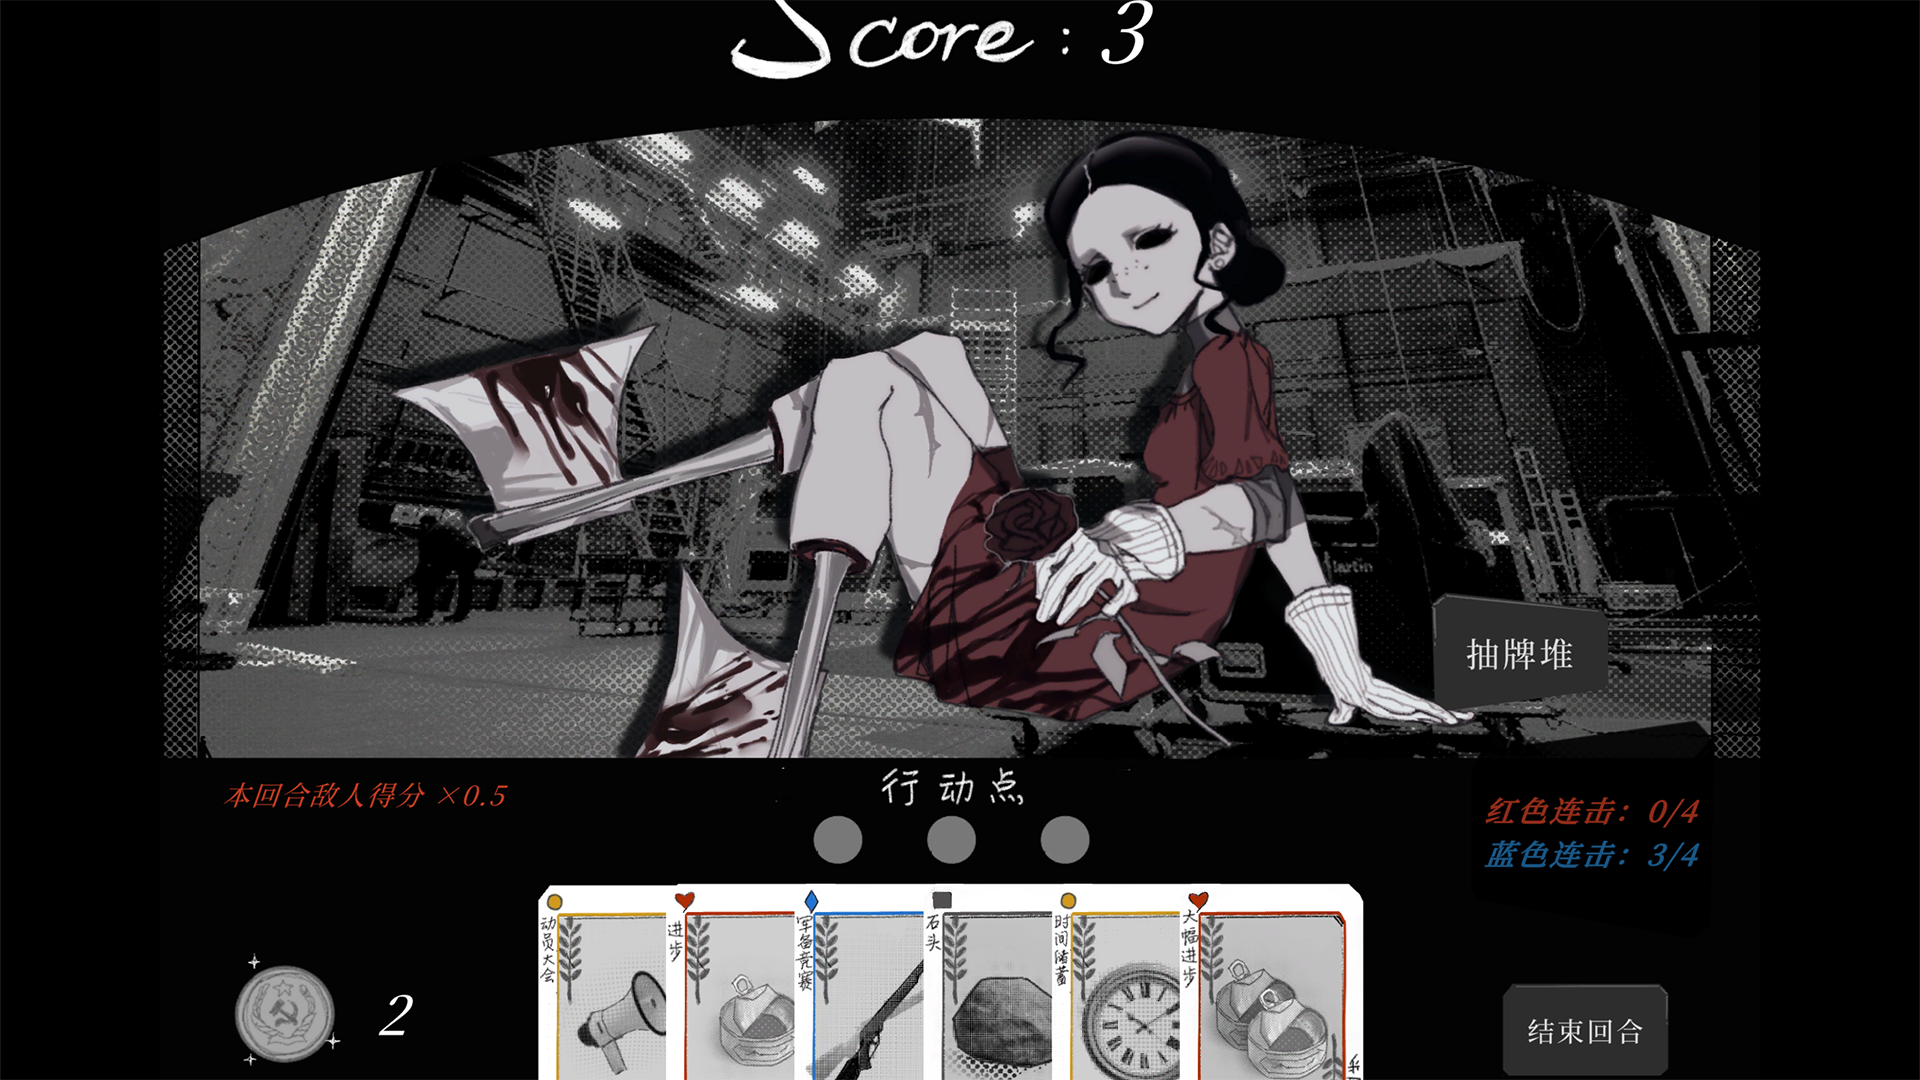 Score : 3
抽牌堆
行动点
本回合敌人得分 ×0.5
红色连击：0/4
蓝色连击：3/4
动员大会
进步
军备竞赛
石头
时间储蓄
大幅进步
2
结束回合